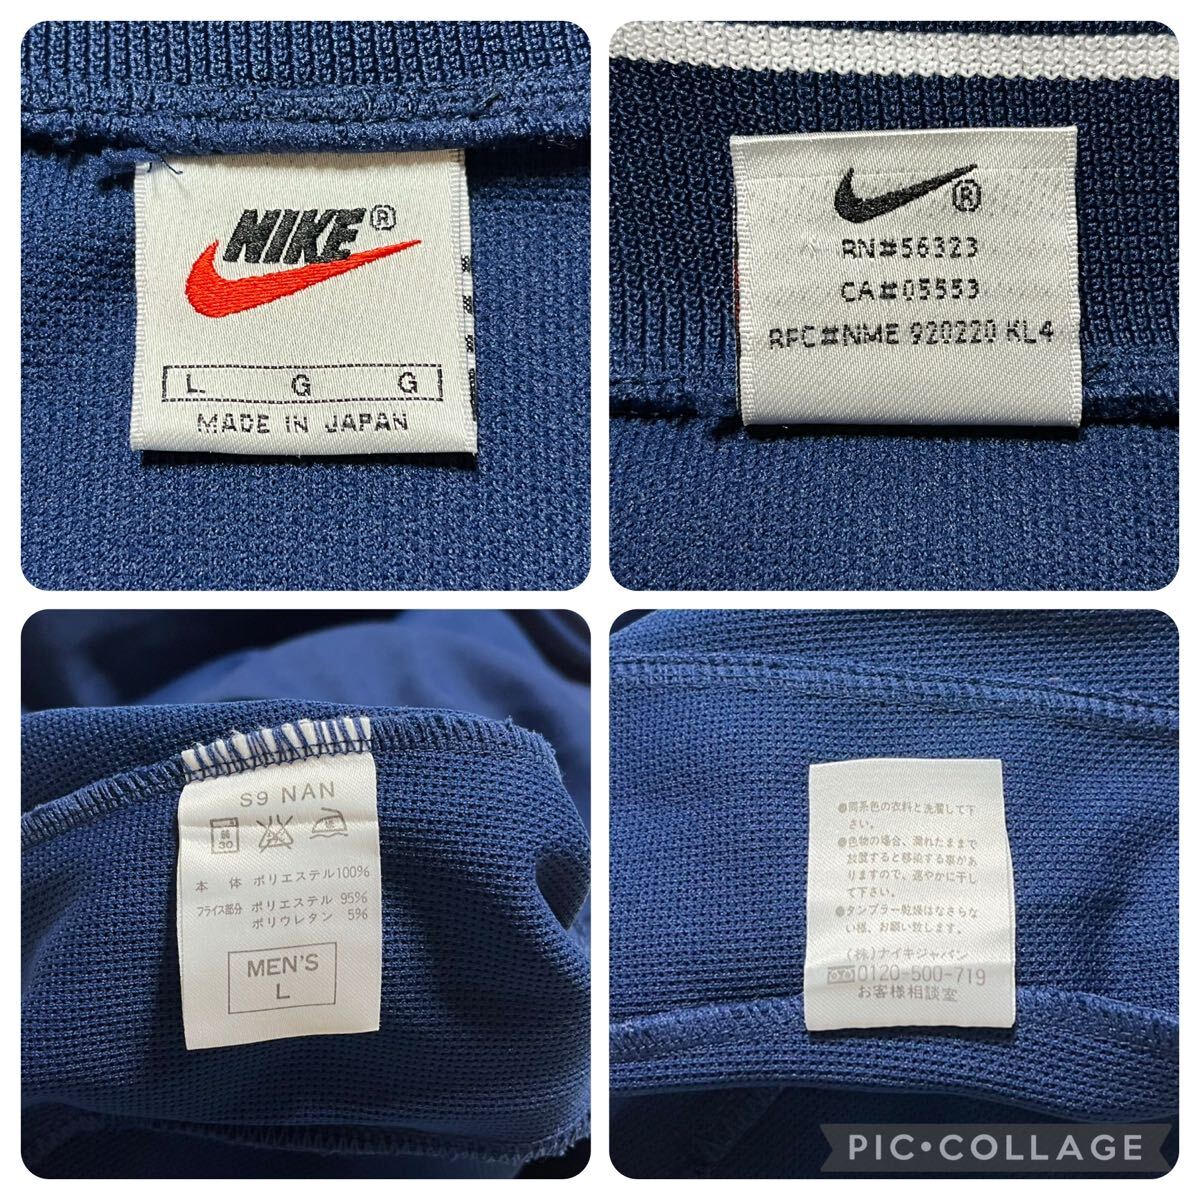 NIKE®
L G G
MADE IN JAPAN
®
RN#56323
CA#05553
RFC#NME 920220 KL4
S9 NAN
30
本 体 ポリエステル100%
フライス部分 ポリエステル 95%
ポリウレタン 5%
MEN'S
L
●同系色の衣料と洗濯して下
さい。
●色物の場合、濡れたままで
放置すると移染する事があ
りますので、速やかに干し
て下さい。
●タンブラー乾燥はなさらな
い様、お願い致します。
(株)ナイキジャパン
0120-500-719
お客様相談室
PIC•COLLAGE